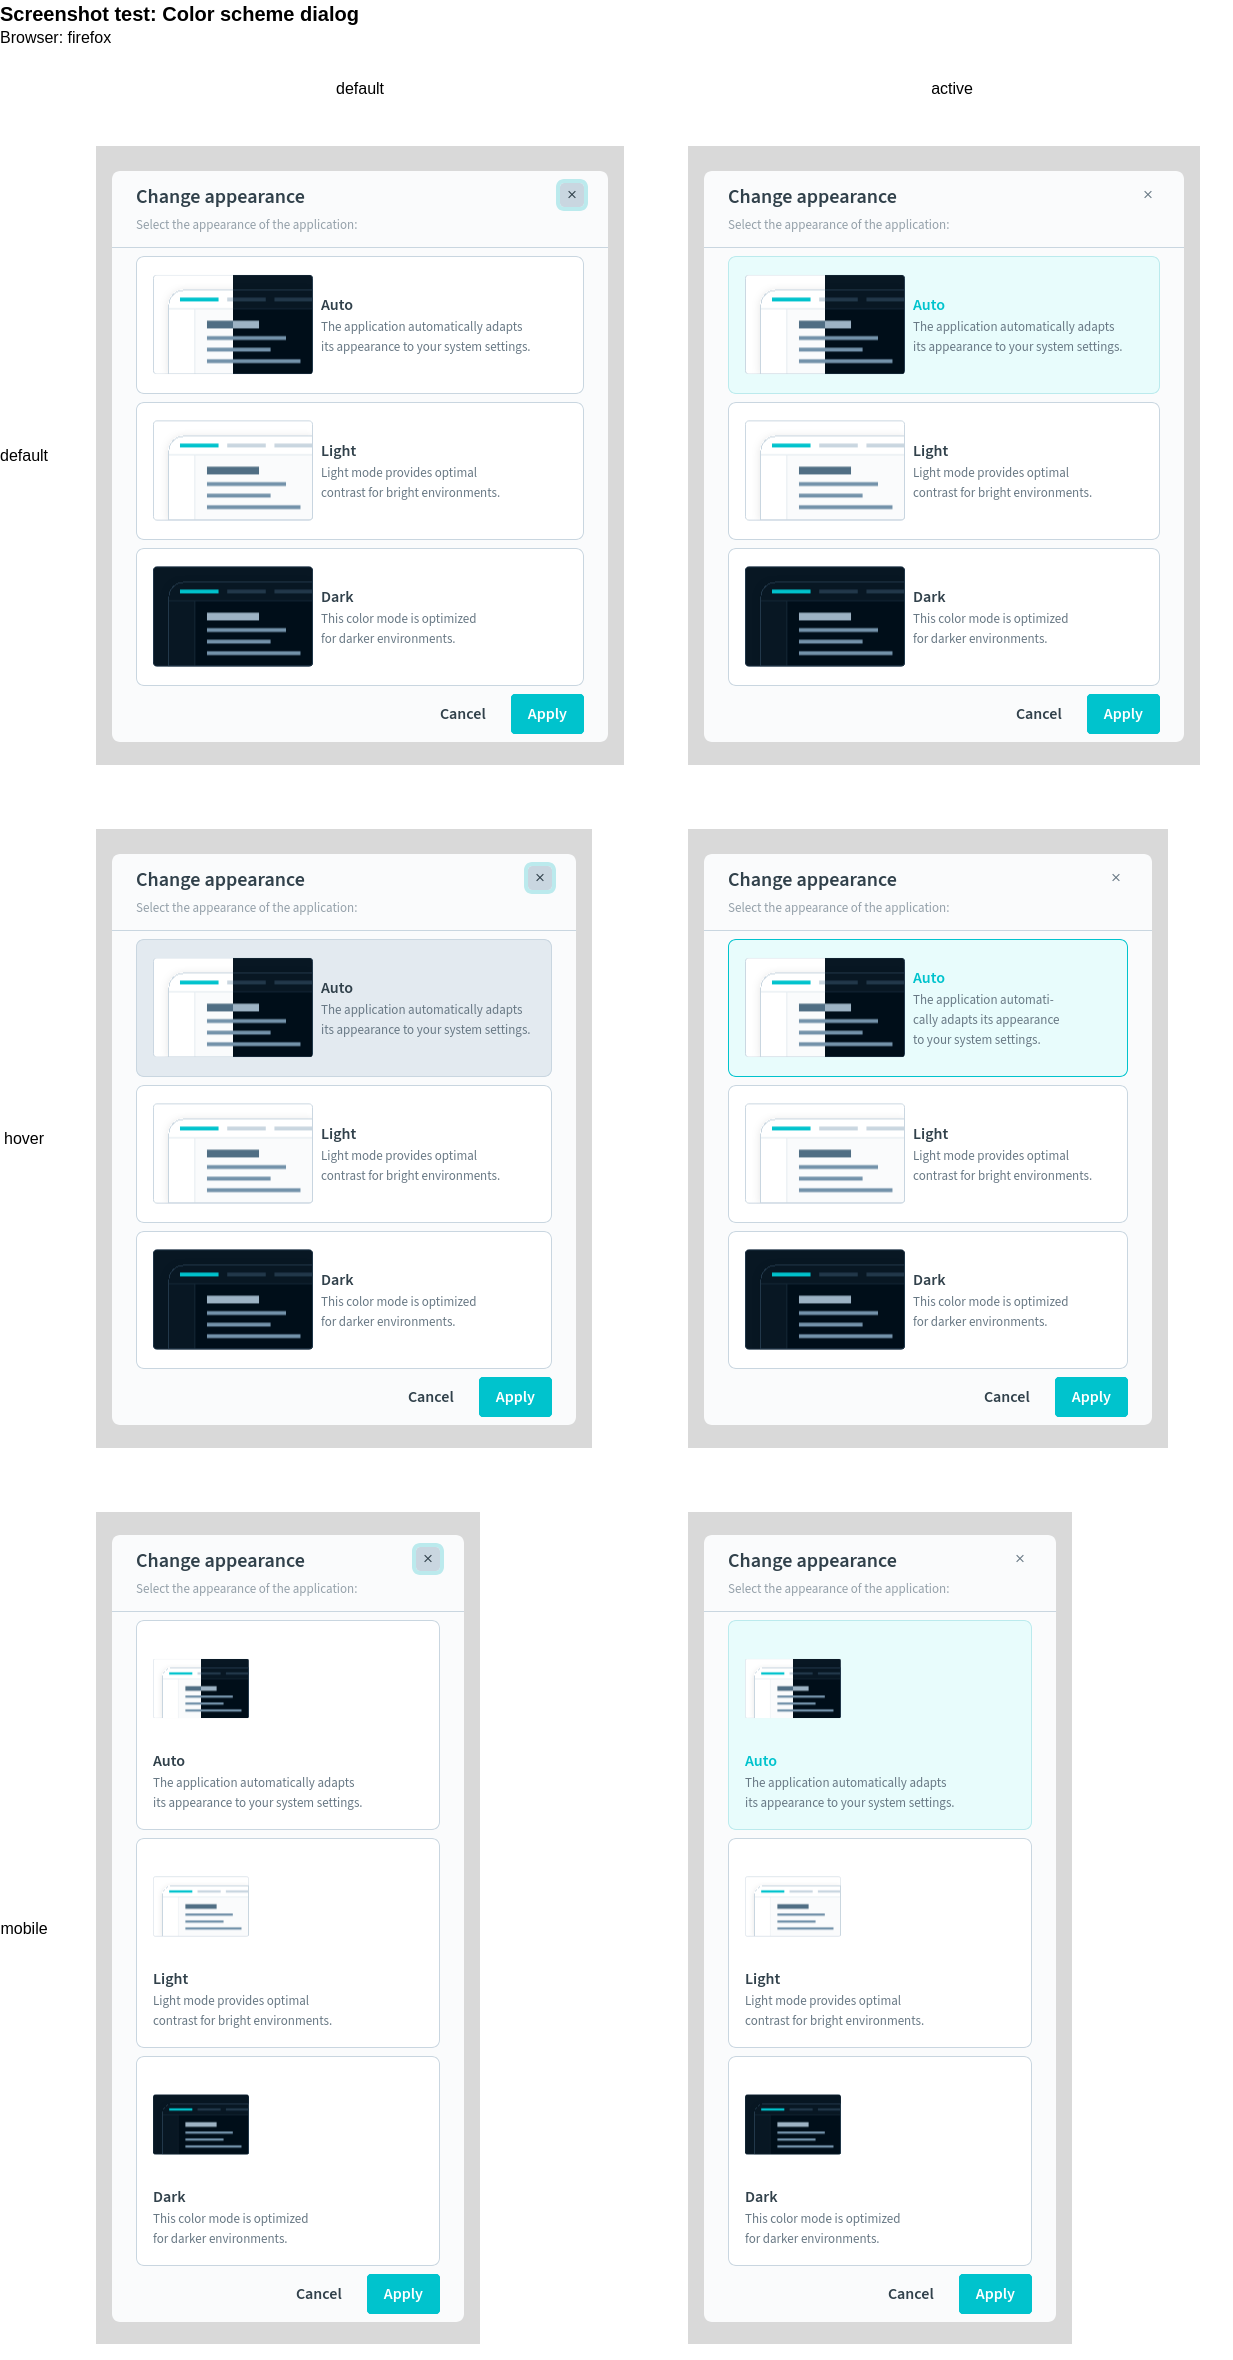 Screenshot test: Color scheme dialog
Browser: firefox
default
active
default
Change appearance
×
Select the appearance of the application:
Auto
The application automatically adapts
its appearance to your system settings.
Light
Light mode provides optimal
contrast for bright environments.
Dark
This color mode is optimized
for darker environments.
Cancel
Apply
Change appearance
×
Select the appearance of the application:
Auto
The application automatically adapts
its appearance to your system settings.
Light
Light mode provides optimal
contrast for bright environments.
Dark
This color mode is optimized
for darker environments.
Cancel
Apply
hover
Change appearance
×
Select the appearance of the application:
Auto
The application automatically adapts
its appearance to your system settings.
Light
Light mode provides optimal
contrast for bright environments.
Dark
This color mode is optimized
for darker environments.
Cancel
Apply
Change appearance
×
Select the appearance of the application:
Auto
The application automati-
cally adapts its appearance
to your system settings.
Light
Light mode provides optimal
contrast for bright environments.
Dark
This color mode is optimized
for darker environments.
Cancel
Apply
mobile
Change appearance
×
Select the appearance of the application:
Auto
The application automatically adapts
its appearance to your system settings.
Light
Light mode provides optimal
contrast for bright environments.
Dark
This color mode is optimized
for darker environments.
Cancel
Apply
Change appearance
×
Select the appearance of the application:
Auto
The application automatically adapts
its appearance to your system settings.
Light
Light mode provides optimal
contrast for bright environments.
Dark
This color mode is optimized
for darker environments.
Cancel
Apply